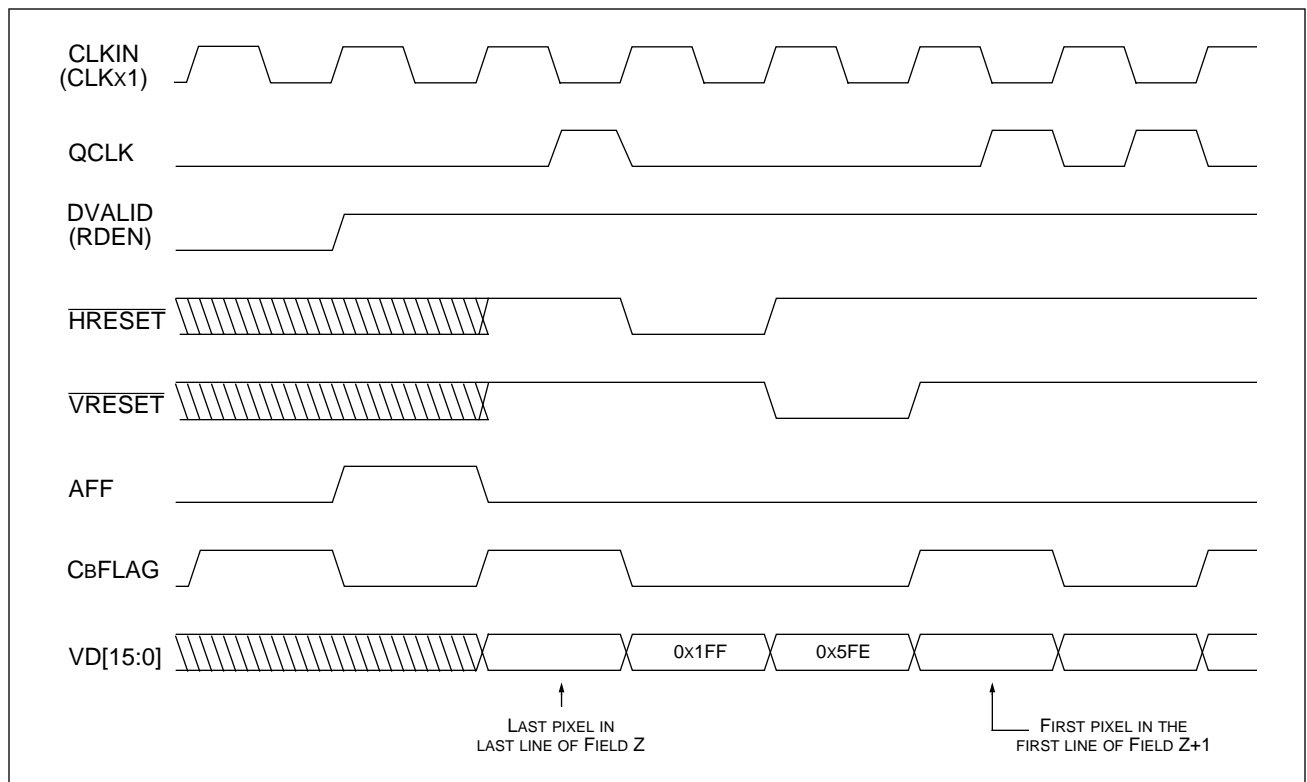 CLKIN
(CLKX1)
QCLK
DVALID
(RDEN)
HRESET
VRESET
AFF
CBFLAG
VD[15:0]
0X1FF
0X5FE
LAST PIXEL IN
LAST LINE OF FIELD Z
FIRST PIXEL IN THE
FIRST LINE OF FIELD Z+1